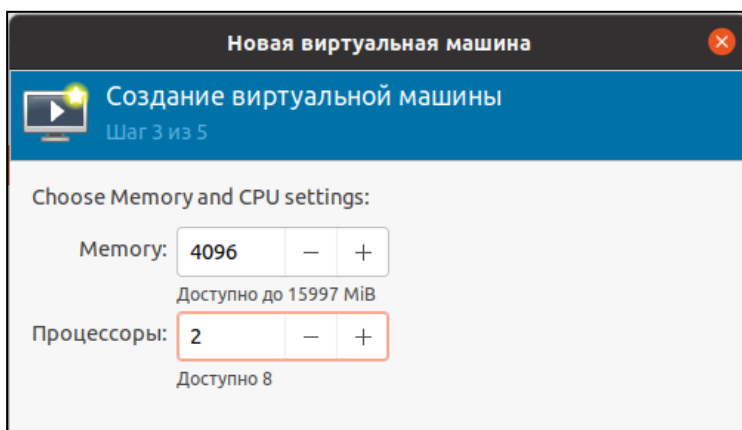 Новая виртуальная машина
Создание виртуальной машины
Шаг 3 из 5
Choose Memory and CPU settings:
Memory: 4096 − +
Доступно до 15997 MiB
Процессоры: 2 − +
Доступно 8